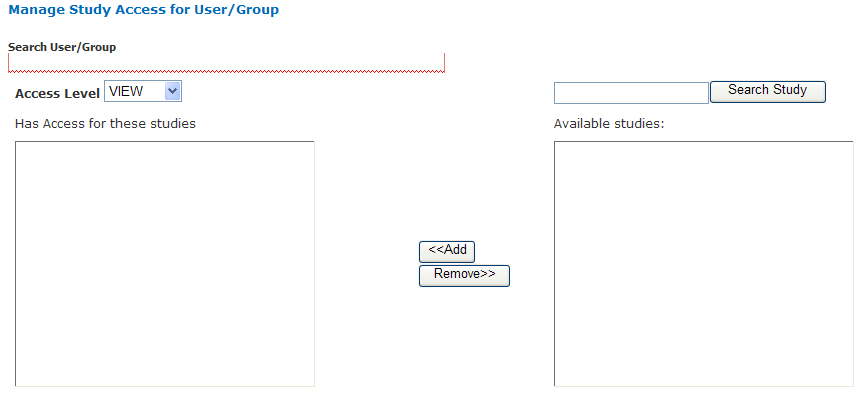 Manage Study Access for User/Group
Search User/Group
Access Level VIEW
Search Study
Has Access for these studies
Available studies:
<<Add
Remove>>